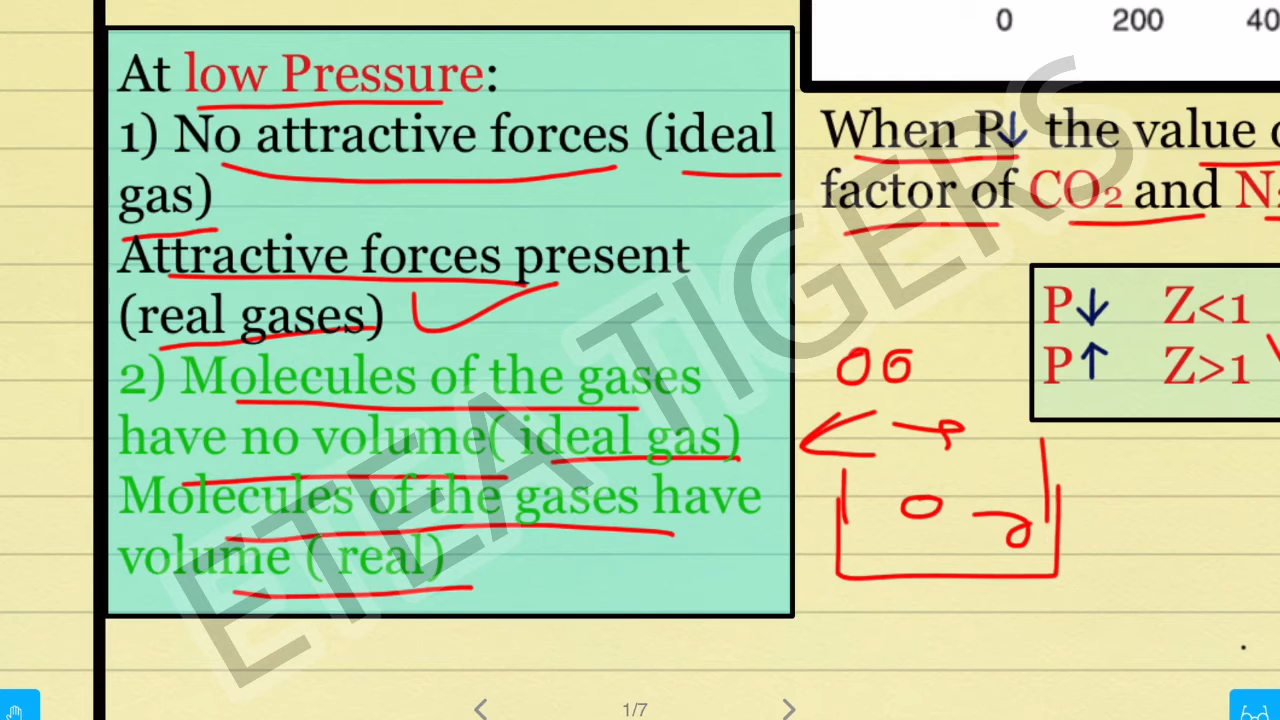 0 200
At low Pressure:
1) No attractive forces (ideal
gas)
Attractive forces present
(real gases)
2) Molecules of the gases
have no volume( ideal gas)
Molecules of the gases have
volume ( real)
When P↓ the value
factor of CO₂ and
P↓ Z<1
P↑ Z>1
ETEA TIGERS
1/7